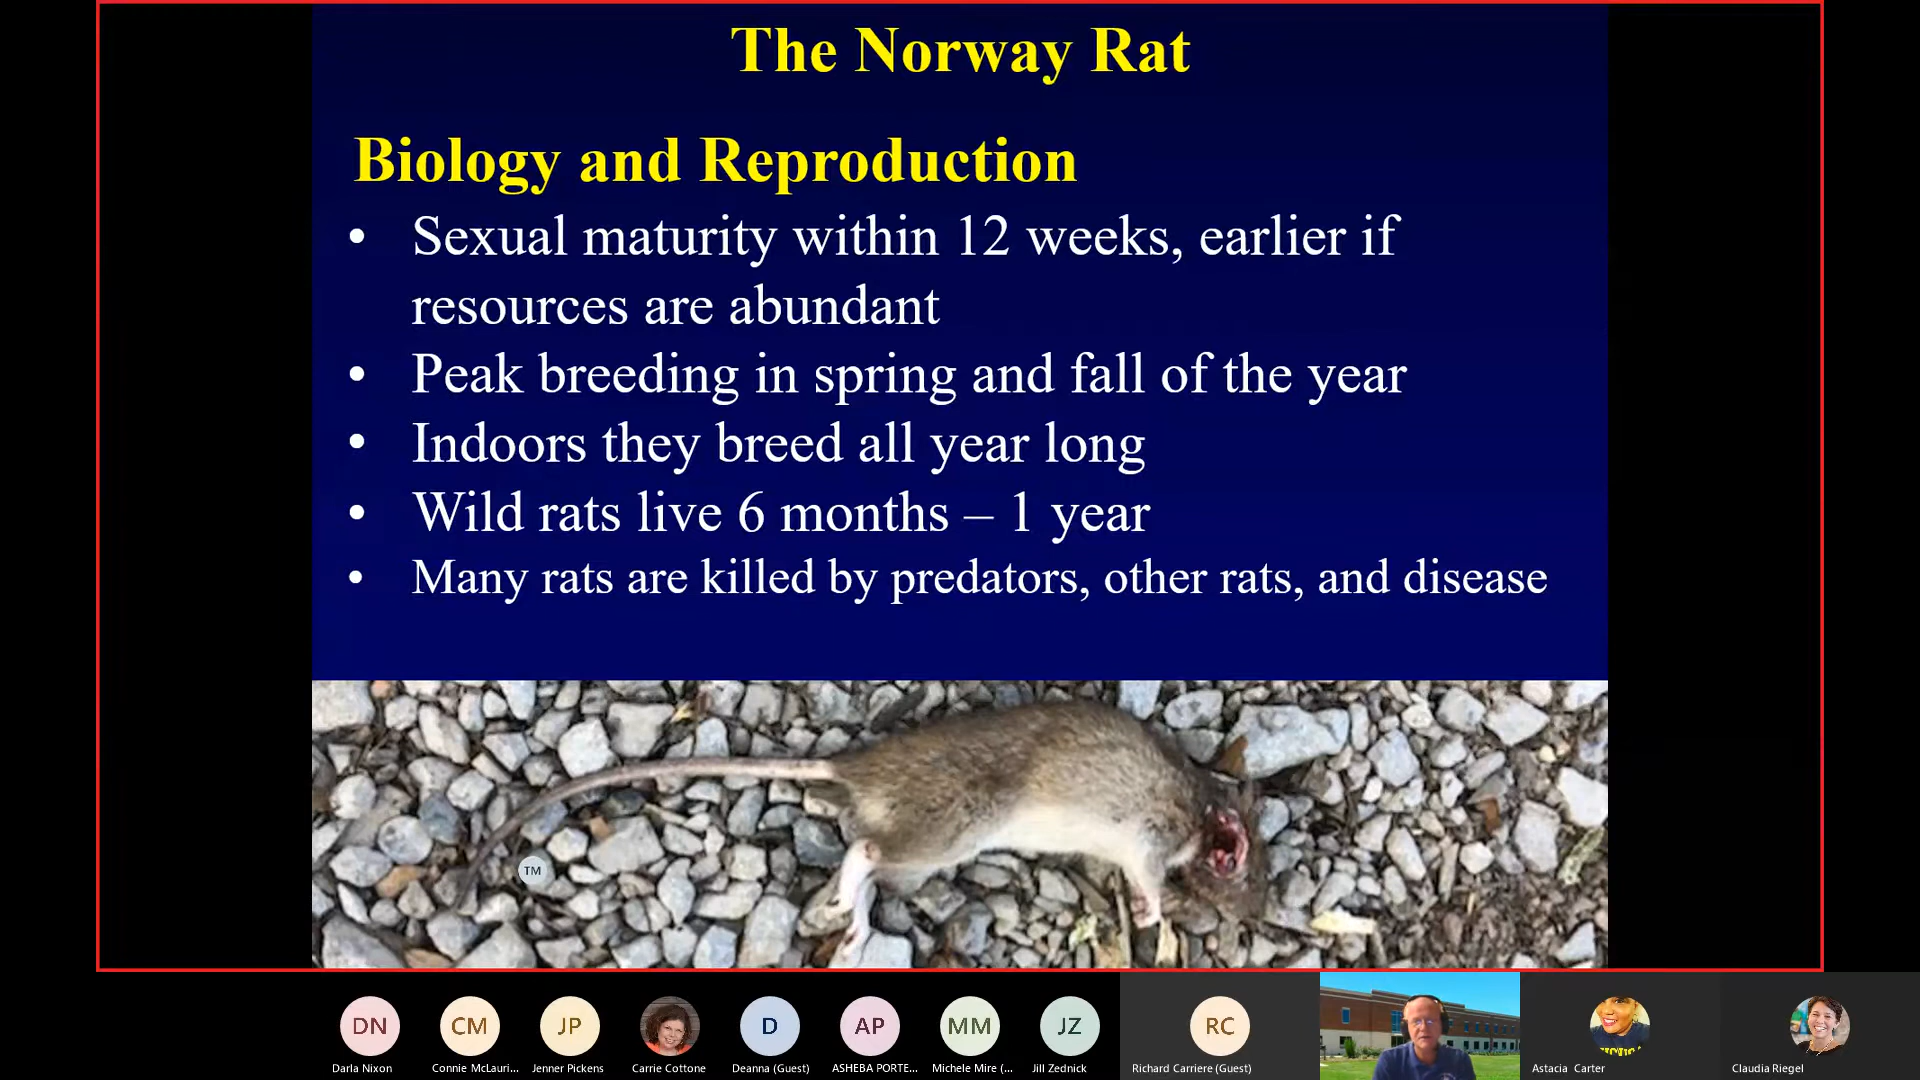 The Norway Rat
Biology and Reproduction
• Sexual maturity within 12 weeks, earlier if
resources are abundant
• Peak breeding in spring and fall of the year
• Indoors they breed all year long
• Wild rats live 6 months – 1 year
• Many rats are killed by predators, other rats, and disease
TM
DN CM JP D AP MM JZ RC
Darla Nixon Connie McLauri... Jenner Pickens Carrie Cottone Deanna (Guest) ASHEBA PORTE... Michele Mire (... Jill Zednick Richard Carriere (Guest) Astacia Carter Claudia Riegel